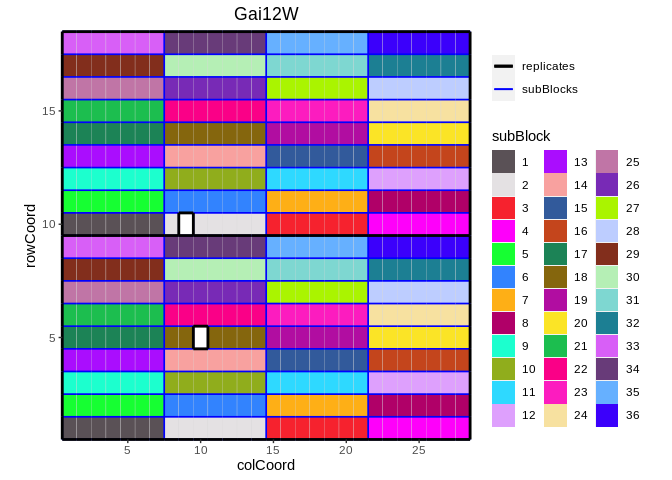 Gai12W
rowCoord
15
10
5
5
10
15
20
25
colCoord
replicates
subBlocks
subBlock
1 13 25
2 14 26
3 15 27
4 16 28
5 17 29
6 18 30
7 19 31
8 20 32
9 21 33
10 22 34
11 23 35
12 24 36